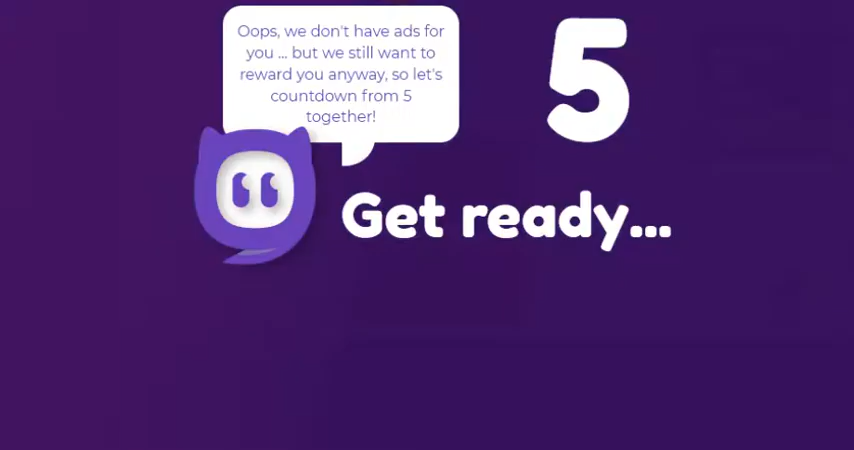 Oops, we don't have ads for
you ... but we still want to
reward you anyway, so let's
countdown from 5
together!
5
Get ready...